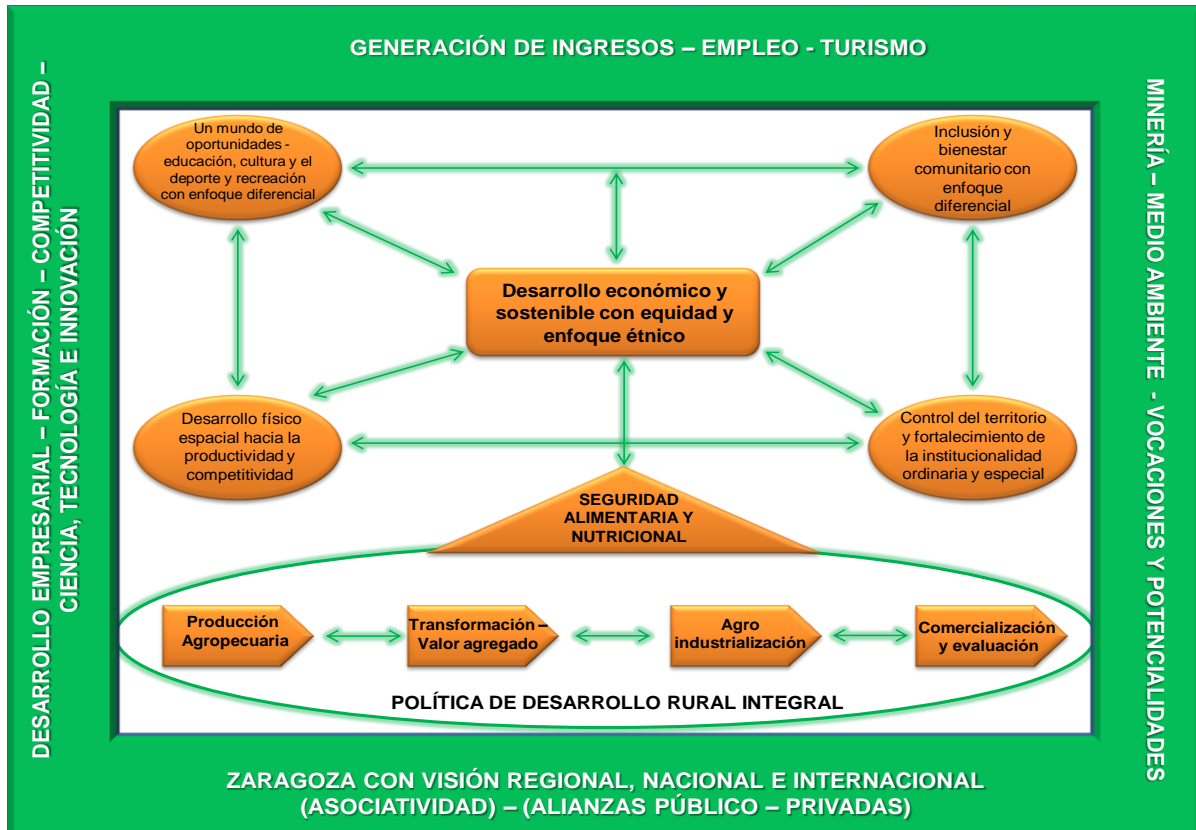 GENERACIÓN DE INGRESOS – EMPLEO - TURISMO
DESARROLLO EMPRESARIAL – FORMACIÓN – COMPETITIVIDAD –
CIENCIA, TECNOLOGÍA E INNOVACIÓN
Un mundo de
oportunidades -
educación, cultura y el
deporte y recreación
con enfoque diferencial
Inclusión y
bienestar
comunitario con
enfoque
diferencial
Desarrollo económico y
sostenible con equidad y
enfoque étnico
Desarrollo físico
espacial hacia la
productividad y
competitividad
Control del territorio
y fortalecimiento de
la institucionalidad
ordinaria y especial
SEGURIDAD
ALIMENTARIA Y
NUTRICIONAL
Producción
Agropecuaria
Transformación –
Valor agregado
Agro
industrialización
Comercialización
y evaluación
POLÍTICA DE DESARROLLO RURAL INTEGRAL
MINERÍA – MEDIO AMBIENTE - VOCACIONES Y POTENCIALIDADES
ZARAGOZA CON VISIÓN REGIONAL, NACIONAL E INTERNACIONAL
(ASOCIATIVIDAD) – (ALIANZAS PÚBLICO – PRIVADAS)